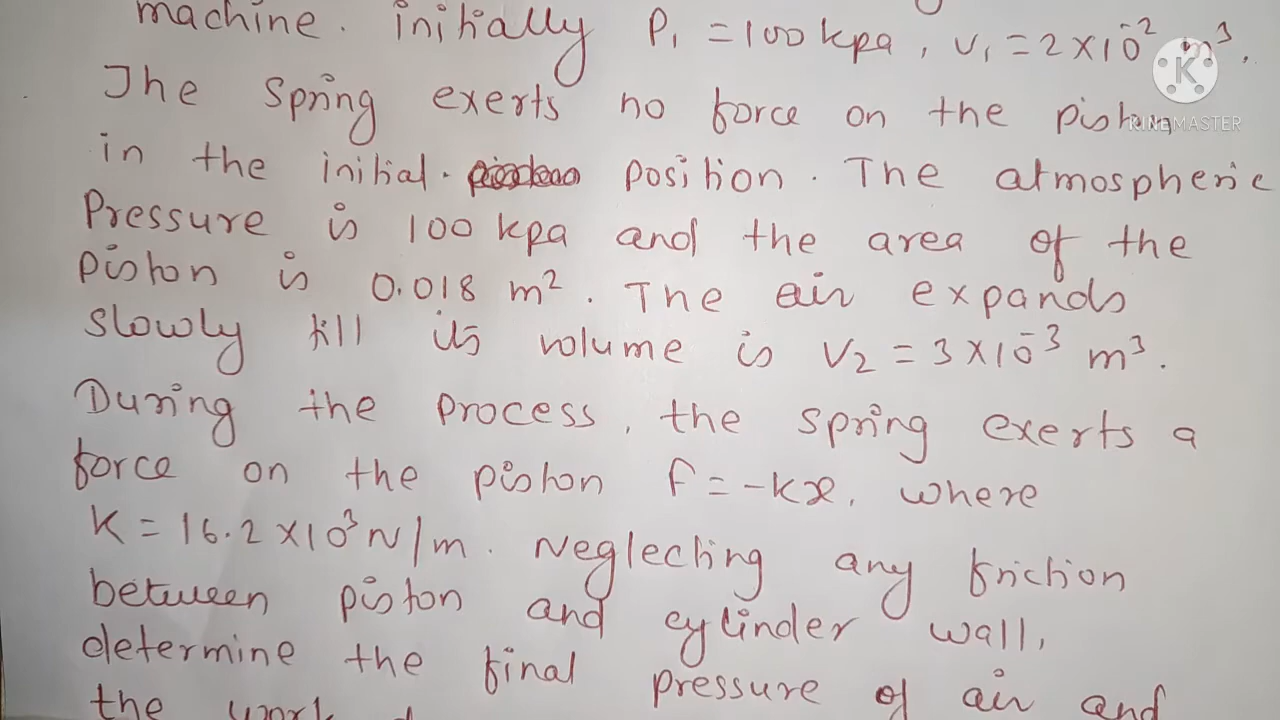 machine. Initially P₁ = 100 kpa, V₁ = 2×10⁻² m³.
The spring exerts no force on the piston
in the initial. position. The atmospheric
Pressure is 100 kpa and the area of the
piston is 0.018 m². The air expands
slowly till its volume is V₂ = 3×10⁻³ m³.
During the process, the spring exerts a
force on the piston F = -kx, where
K = 16.2×10³ N/m. Neglecting any friction
between piston and cylinder wall,
determine the final pressure of air and
the work
K
KINEMASTER